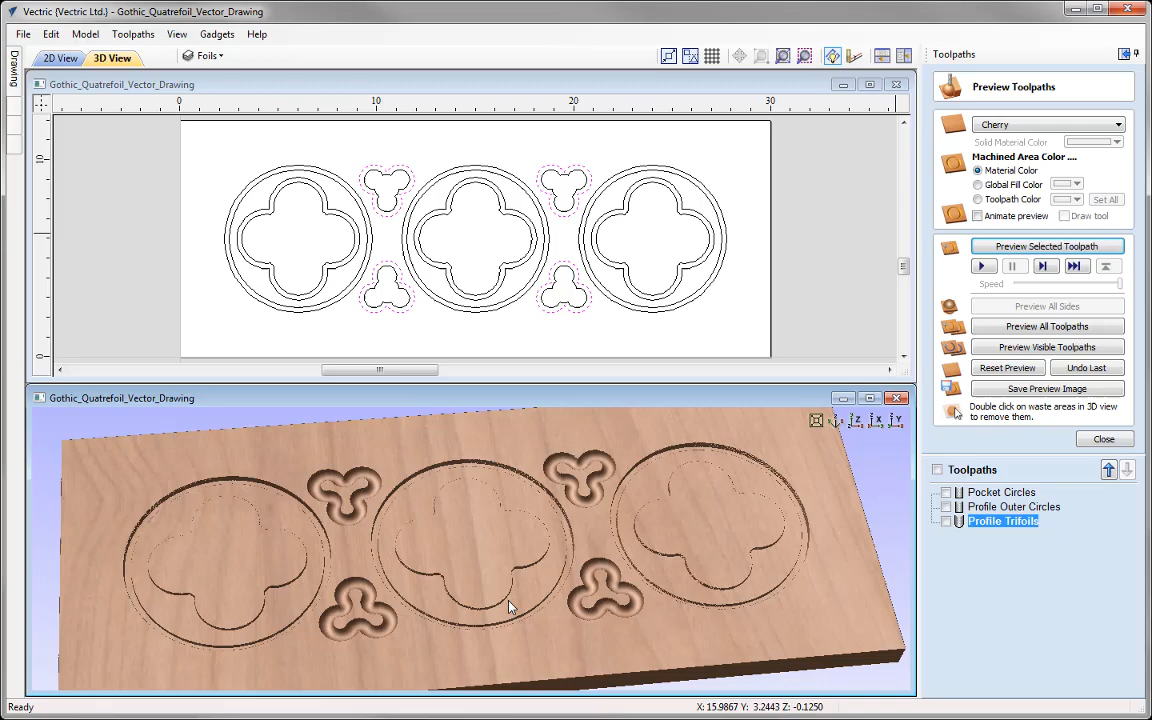 Vectric {Vectric Ltd.} - Gothic_Quatrefoil_Vector_Drawing
File Edit Model Toolpaths View Gadgets Help
2D View 3D View Foils
Drawing
Gothic_Quatrefoil_Vector_Drawing
0 10 20 30
10
0
Gothic_Quatrefoil_Vector_Drawing
Z X Y
Toolpaths
Preview Toolpaths
Cherry
Solid Material Color
Machined Area Color ....
Material Color
Global Fill Color
Toolpath Color Set All
Animate preview Draw tool
Preview Selected Toolpath
Speed
Preview All Sides
Preview All Toolpaths
Preview Visible Toolpaths
Reset Preview Undo Last
Save Preview Image
Double click on waste areas in 3D view
to remove them.
Close
Toolpaths
Pocket Circles
Profile Outer Circles
Profile Trifoils
Ready
X: 15.9867 Y: 3.2443 Z: -0.1250